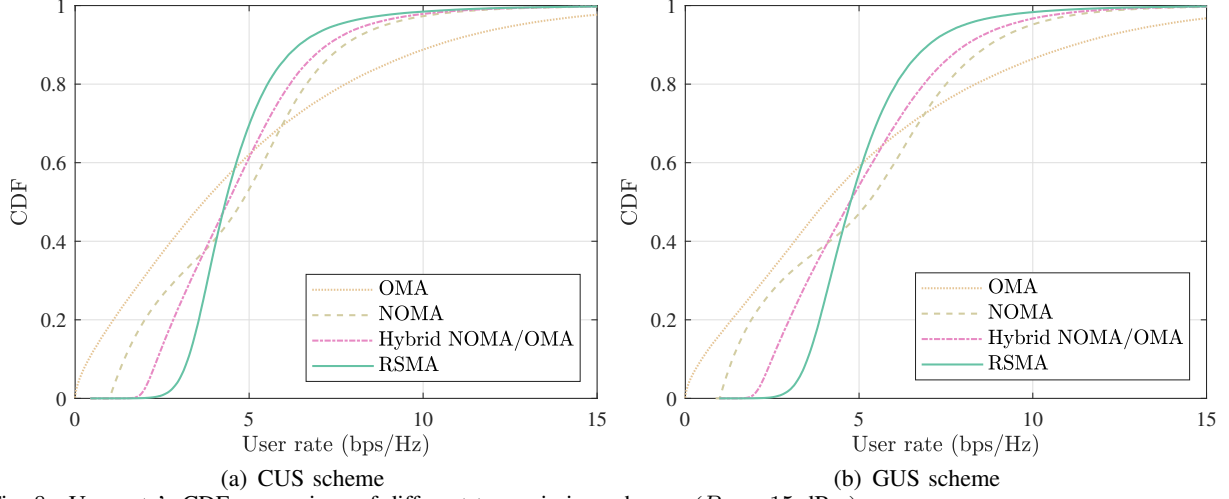 1
0.8
0.6
0.4
0.2
0
CDF
OMA
NOMA
Hybrid NOMA/OMA
RSMA
0 5 10 15
User rate (bps/Hz)
(a) CUS scheme
1
0.8
0.6
0.4
0.2
0
CDF
OMA
NOMA
Hybrid NOMA/OMA
RSMA
0 5 10 15
User rate (bps/Hz)
(b) GUS scheme